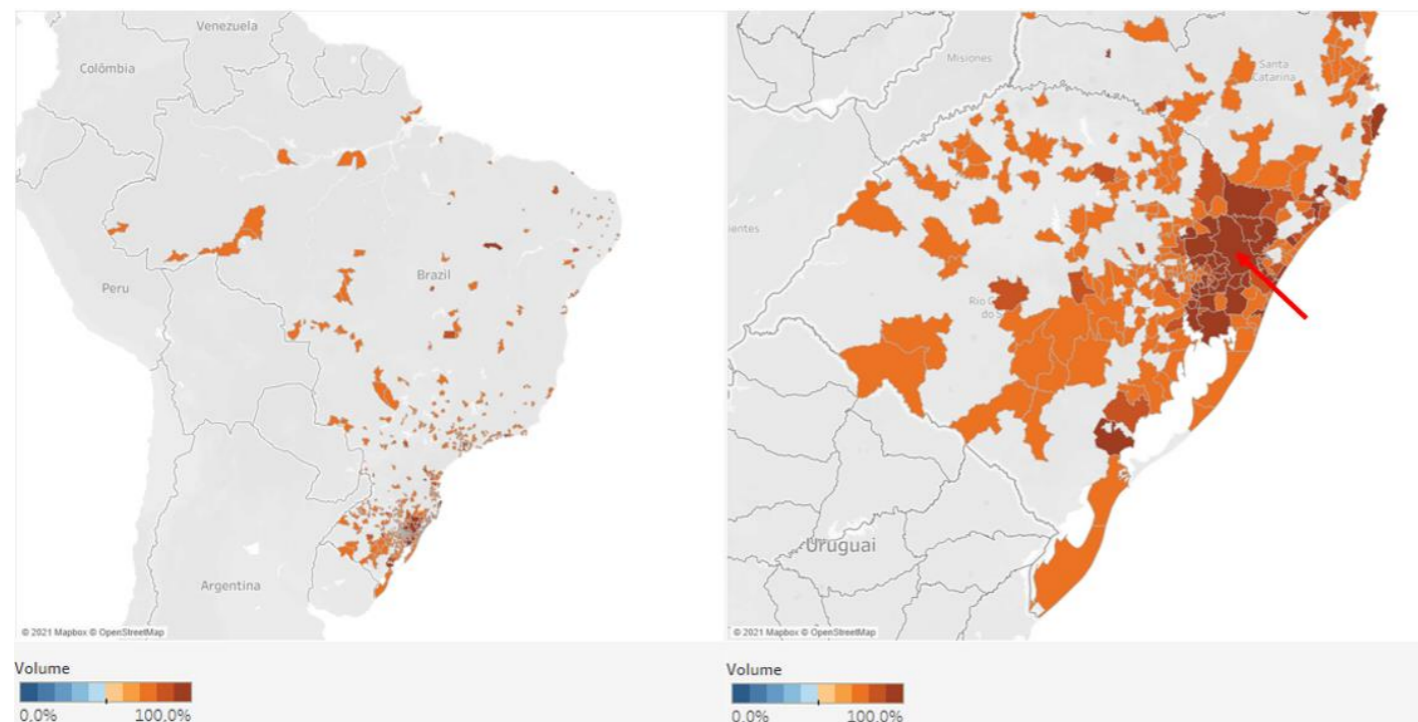 Venezuela
Colômbia
Brazil
Peru
Argentina
© 2021 Mapbox © OpenStreetMap
Misiones
Santa
Catarina
Uruguai
© 2021 Mapbox © OpenStreetMap
Volume
0.0% 100.0%
Volume
0.0% 100.0%